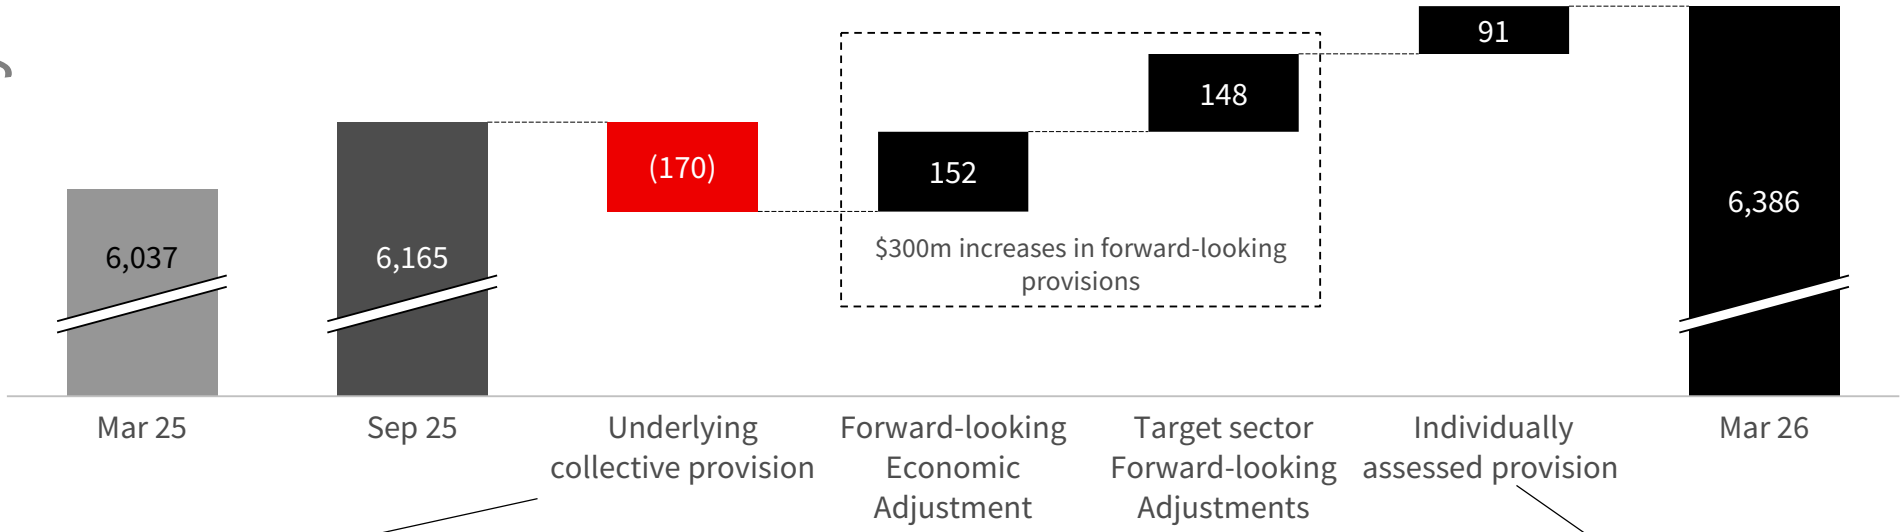 91
148
152
(170)
6,386
6,037
6,165
$300m increases in forward-looking
provisions
Mar 25
Sep 25
Underlying
collective provision
Forward-looking
Economic
Adjustment
Target sector
Forward-looking
Adjustments
Individually
assessed provision
Mar 26